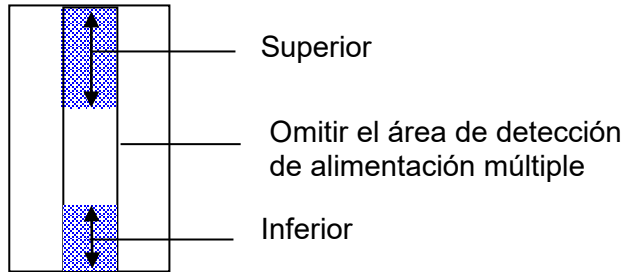 Superior
Omitir el área de detección
de alimentación múltiple
Inferior